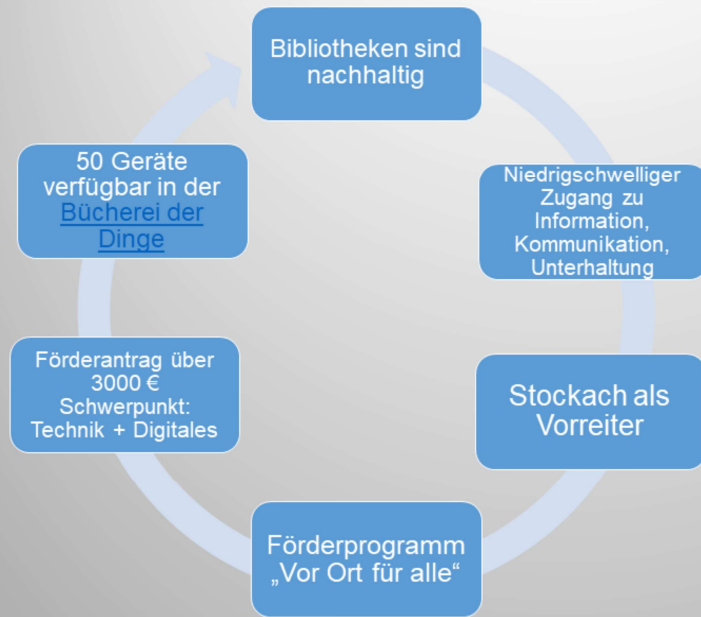 Bibliotheken sind
nachhaltig
Niedrigschwelliger
Zugang zu
Information,
Kommunikation,
Unterhaltung
Stockach als
Vorreiter
Förderprogramm
„Vor Ort für alle“
Förderantrag über
3000 €
Schwerpunkt:
Technik + Digitales
50 Geräte
verfügbar in der
Bücherei der
Dinge